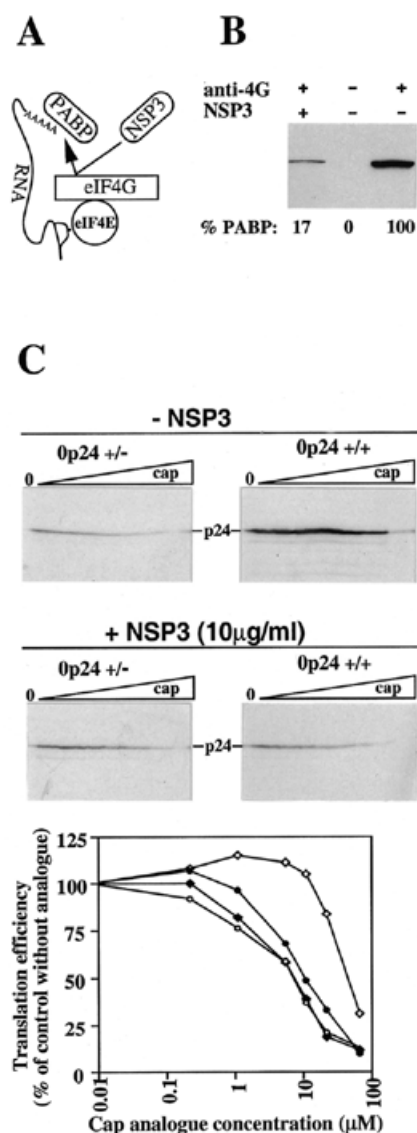 A
B
PABP
NSP3
AAAAA
RNA
eIF4G
eIF4E
anti-4G + – +
NSP3 + – –
% PABP: 17 0 100
C
- NSP3
0p24 +/- 0p24 +/+
0 cap 0 cap
p24
+ NSP3 (10µg/ml)
0p24 +/- 0p24 +/+
0 cap 0 cap
p24
Translation efficiency
(% of control without analogue)
125
100
75
50
25
0
0.01 0.1 1 10 100
Cap analogue concentration (µM)